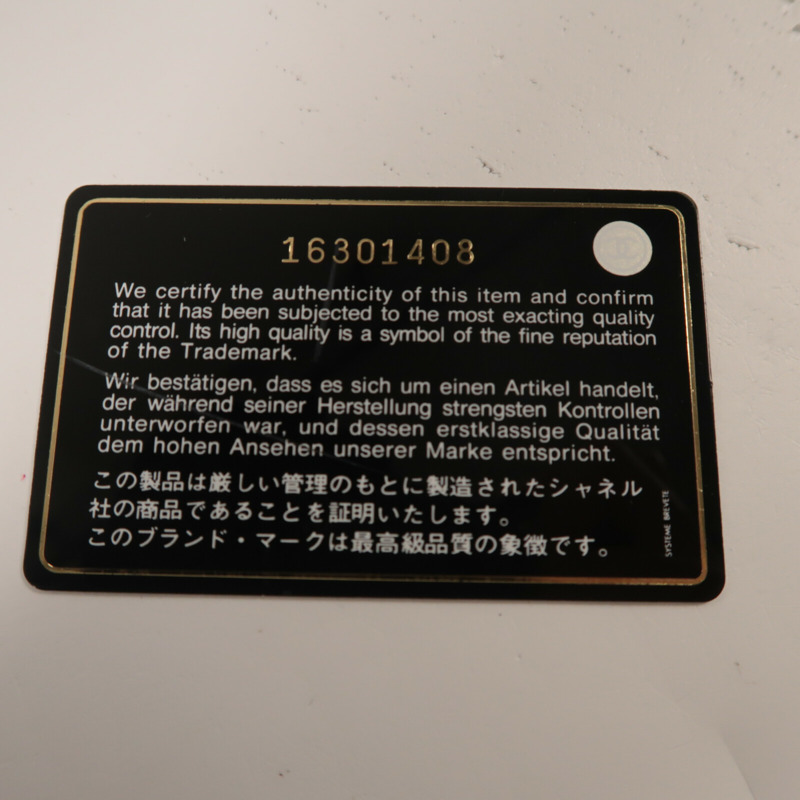 16301408
We certify the authenticity of this item and confirm
that it has been subjected to the most exacting quality
control. Its high quality is a symbol of the fine reputation
of the Trademark.
Wir bestätigen, dass es sich um einen Artikel handelt,
der während seiner Herstellung strengsten Kontrollen
unterworfen war, und dessen erstklassige Qualität
dem hohen Ansehen unserer Marke entspricht.
この製品は厳しい管理のもとに製造されたシャネル
社の商品であることを証明いたします。
このブランド・マークは最高級品質の象徴です。
SYSTEME BREVETE